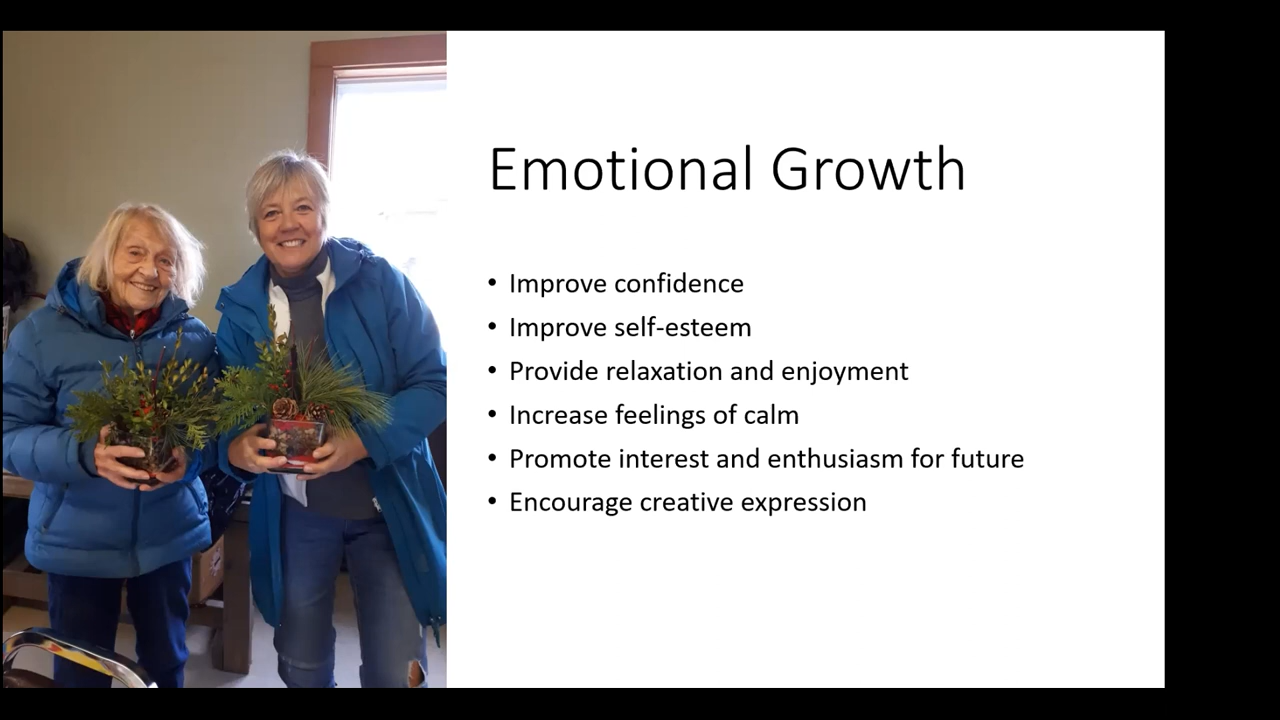 Emotional Growth
• Improve confidence
• Improve self-esteem
• Provide relaxation and enjoyment
• Increase feelings of calm
• Promote interest and enthusiasm for future
• Encourage creative expression